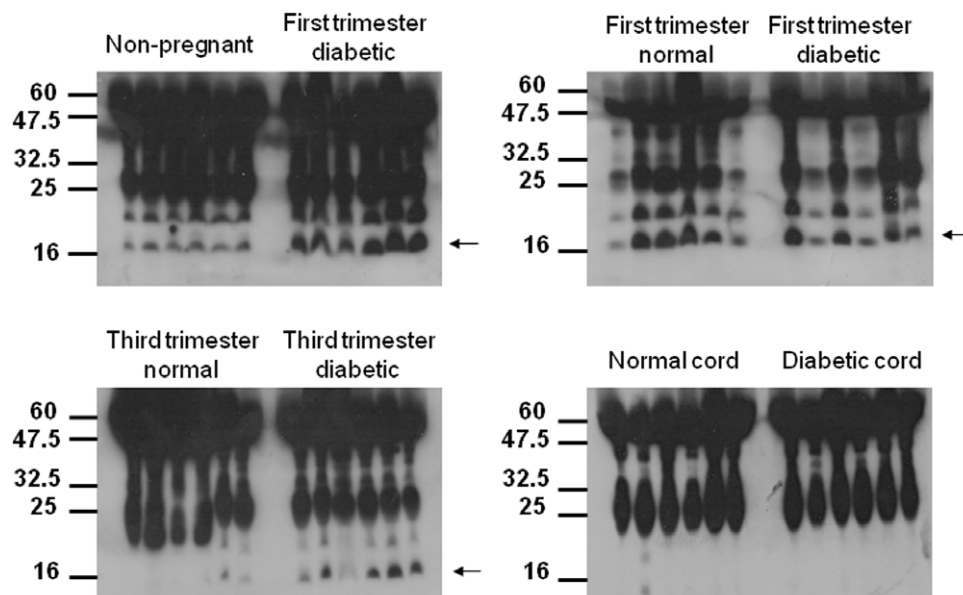 Non-pregnant
First trimester
diabetic
60
47.5
32.5
25
16
First trimester
normal
First trimester
diabetic
60
47.5
32.5
25
16
Third trimester
normal
Third trimester
diabetic
60
47.5
32.5
25
16
Normal cord
Diabetic cord
60
47.5
32.5
25
16